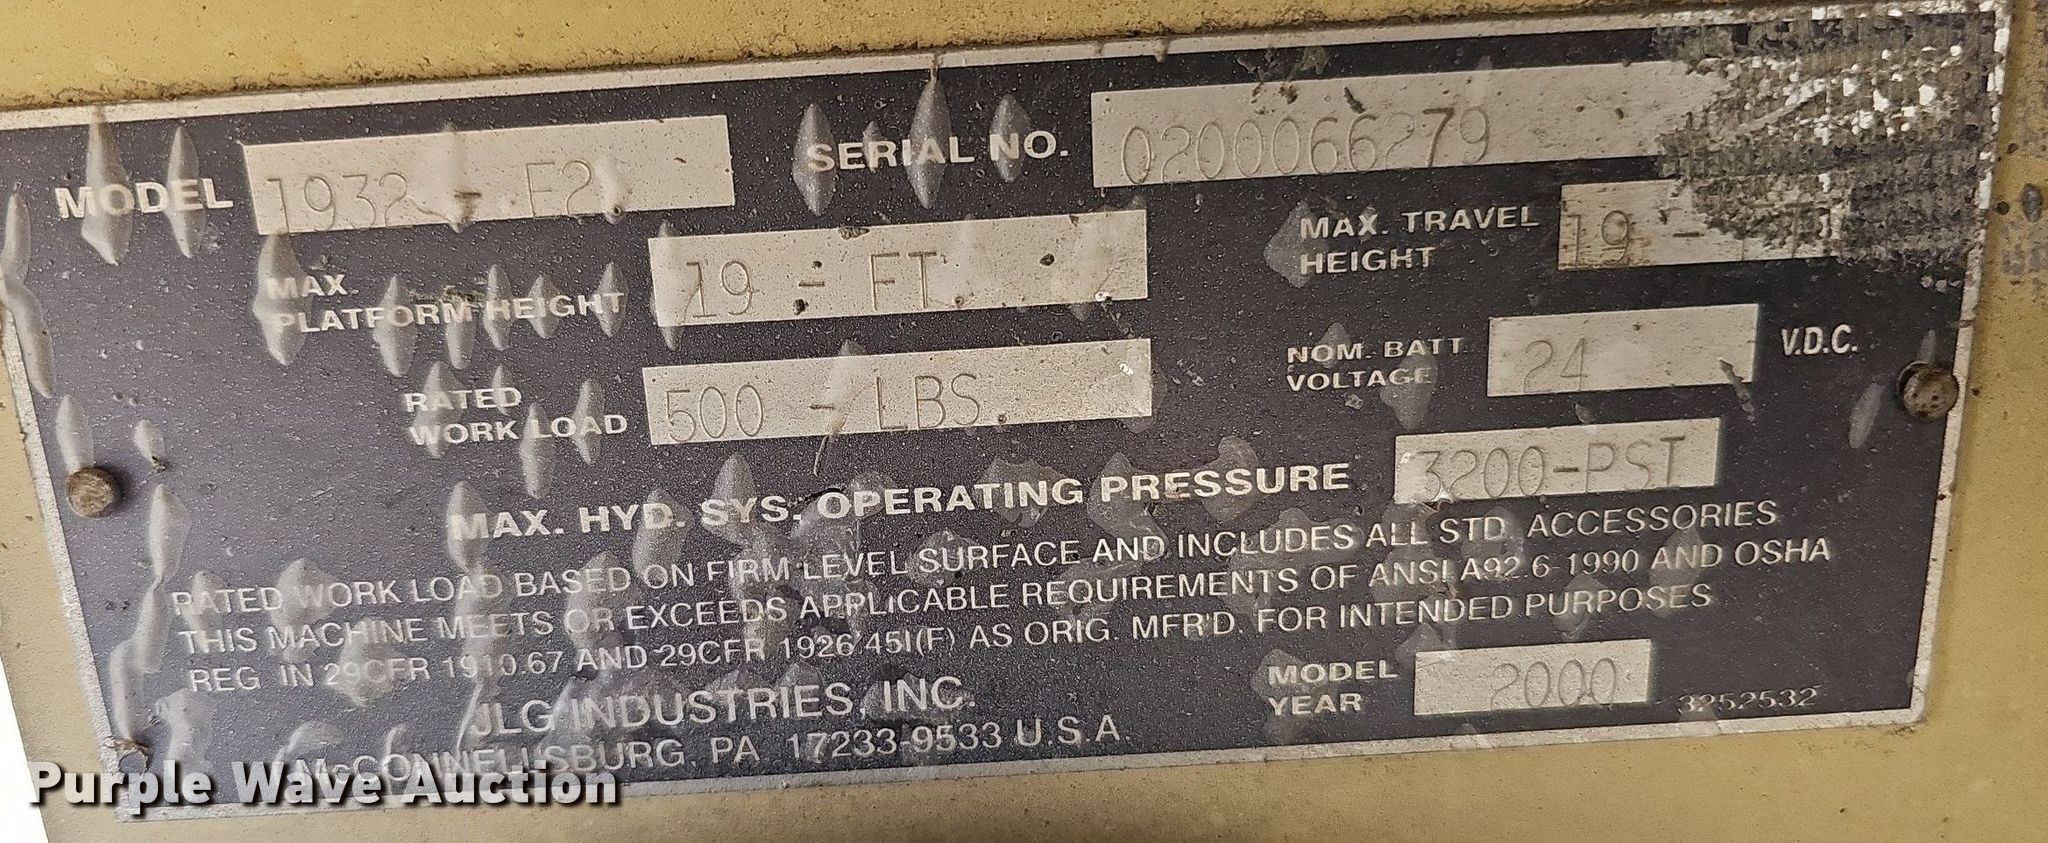 MODEL 1932 - E2 SERIAL NO. 0200066279
MAX. PLATFORM HEIGHT 19 - FT. MAX. TRAVEL HEIGHT 19 -
RATED WORK LOAD 500 - LBS. NOM. BATT. VOLTAGE 24 V.D.C.
MAX. HYD. SYS. OPERATING PRESSURE 3200-PSI
RATED WORK LOAD BASED ON FIRM LEVEL SURFACE AND INCLUDES ALL STD. ACCESSORIES
THIS MACHINE MEETS OR EXCEEDS APPLICABLE REQUIREMENTS OF ANSI A92.6-1990 AND OSHA
REG IN 29CFR 1910.67 AND 29CFR 1926/451(F) AS ORIG. MFR'D. FOR INTENDED PURPOSES
JLG INDUSTRIES, INC. MODEL YEAR 2000 3252532
McCONNELLSBURG, PA 17233-9533 U.S.A.
Purple Wave Auction